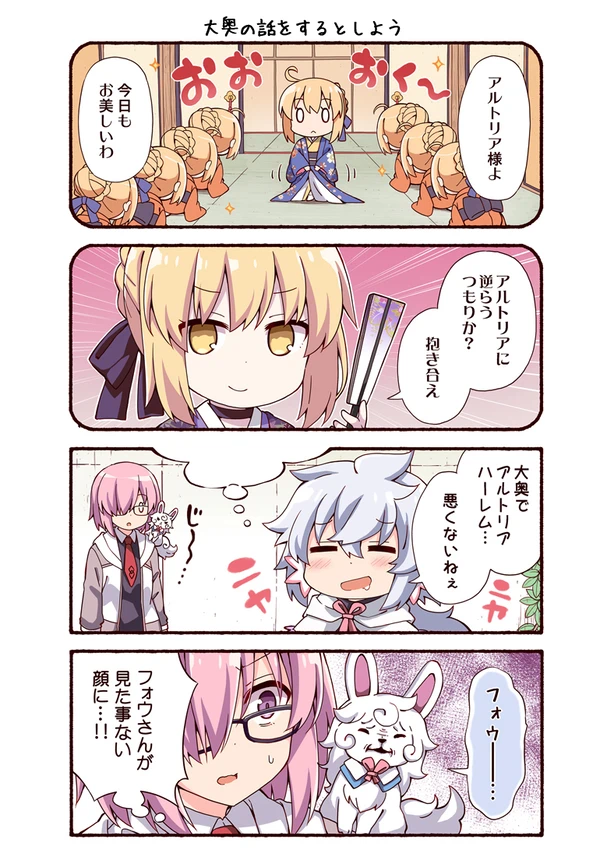 大奥の話をするとしよう
アルトリア様よ
おおおく～
今日も
お美しいわ
アルトリアに
逆らう
つもりか？
抱き合え
大奥で
アルトリア
ハーレム…
悪くないねぇ
ニヤ
ニヤ
じ～っ
フォウ━━…
フォウさんが
見た事ない
顔に…!!